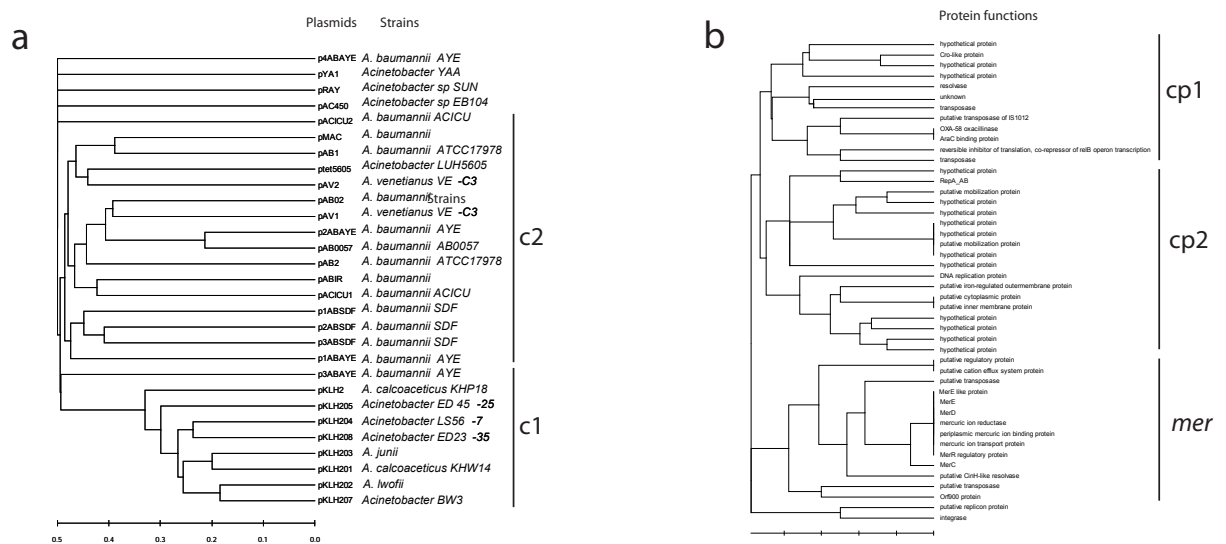 a
Plasmids Strains
p4ABAYE A. baumannii AYE
pYA1 Acinetobacter YAA
pRAY Acinetobacter sp SUN
pAC450 Acinetobacter sp EB104
pACICU2 A. baumannii ACICU
pMAC A. baumannii
pAB1 A. baumannii ATCC17978
ptet5605 Acinetobacter LUH5605
pAV2 A. venetianus VE -C3
pAB02 A. baumannii Strains
pAV1 A. venetianus VE -C3
p2ABAYE A. baumannii AYE
pAB0057 A. baumannii AB0057
pAB2 A. baumannii ATCC17978
pABIR A. baumannii
pACICU1 A. baumannii ACICU
p1ABSDF A. baumannii SDF
p2ABSDF A. baumannii SDF
p3ABSDF A. baumannii SDF
p1ABAYE A. baumannii AYE
c2
p3ABAYE A. baumannii AYE
pKLH2 A. calcoaceticus KHP18
pKLH205 Acinetobacter ED 45 -25
pKLH204 Acinetobacter LS56 -7
pKLH208 Acinetobacter ED23 -35
pKLH203 A. junii
pKLH201 A. calcoaceticus KHW14
pKLH202 A. lwofii
pKLH207 Acinetobacter BW3
c1
0.5 0.4 0.3 0.2 0.1 0.0
b
Protein functions
hypothetical protein
Cro-like protein
hypothetical protein
hypothetical protein
resolvase
unknown
transposase
putative transposase of IS1012
OXA-58 oxacillinase
AraC binding protein
reversible inhibitor of translation, co-repressor of relB operon transcription
transposase
cp1
hypothetical protein
RepA_AB
putative mobilization protein
hypothetical protein
hypothetical protein
hypothetical protein
hypothetical protein
putative mobilization protein
hypothetical protein
hypothetical protein
DNA replication protein
putative iron-regulated outermembrane protein
putative cytoplasmic protein
putative inner membrane protein
hypothetical protein
hypothetical protein
hypothetical protein
hypothetical protein
cp2
putative regulatory protein
putative cation efflux system protein
putative transposase
MerE like protein
MerE
MerD
mercuric ion reductase
periplasmic mercuric ion binding protein
mercuric ion transport protein
MerR regulatory protein
MerC
putative CinH-like resolvase
putative transposase
Orf900 protein
mer
putative replicon protein
integrase